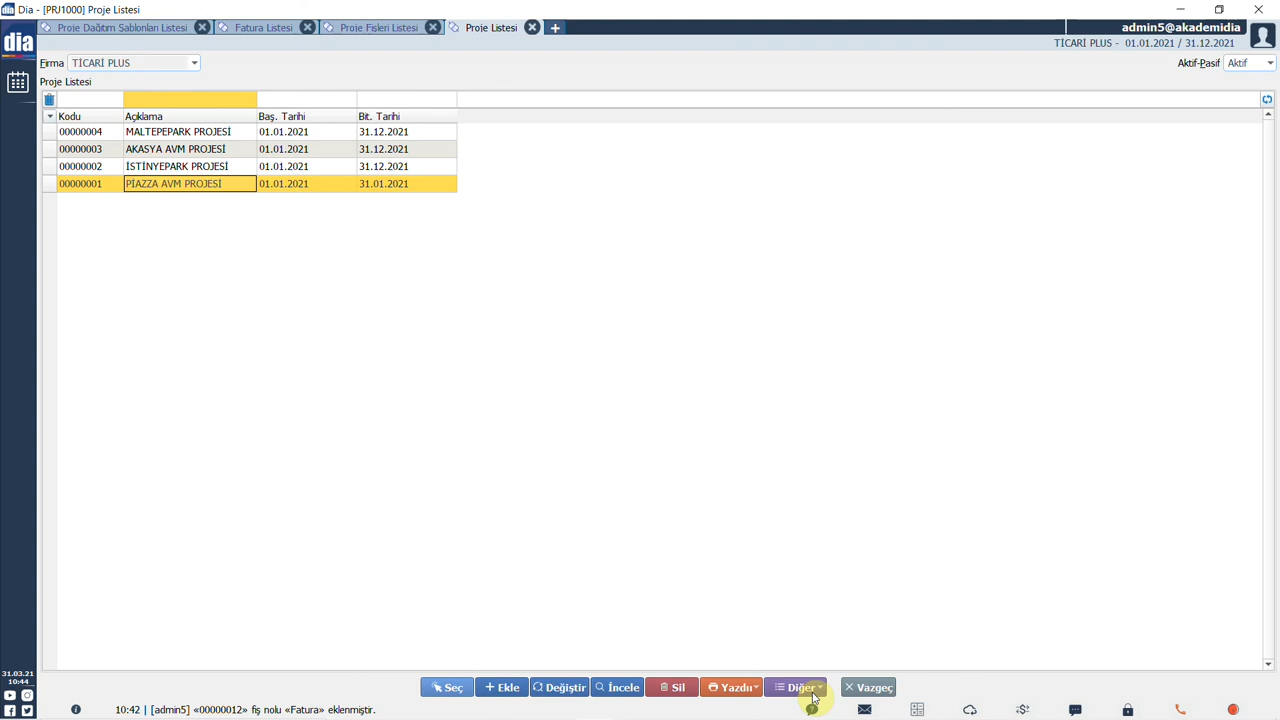 Dia - [PRJ1000] Proje Listesi
dia
Proje Dağıtım Şablonları Listesi
Fatura Listesi
Proje Fişleri Listesi
Proje Listesi
admin5@akademidia
TİCARİ PLUS - 01.01.2021 / 31.12.2021
Firma TİCARİ PLUS
Aktif-Pasif Aktif
Proje Listesi
Kodu Açıklama Baş. Tarihi Bit. Tarihi
00000004 MALTEPEPARK PROJESİ 01.01.2021 31.12.2021
00000003 AKASYA AVM PROJESİ 01.01.2021 31.12.2021
00000002 İSTİNYEPARK PROJESİ 01.01.2021 31.12.2021
00000001 PİAZZA AVM PROJESİ 01.01.2021 31.01.2021
31.03.21
10:44
Seç Ekle Değiştir İncele Sil Yazdır Diğer Vazgeç
10:42 | [admin5] «00000012» fiş nolu «Fatura» eklenmiştir.